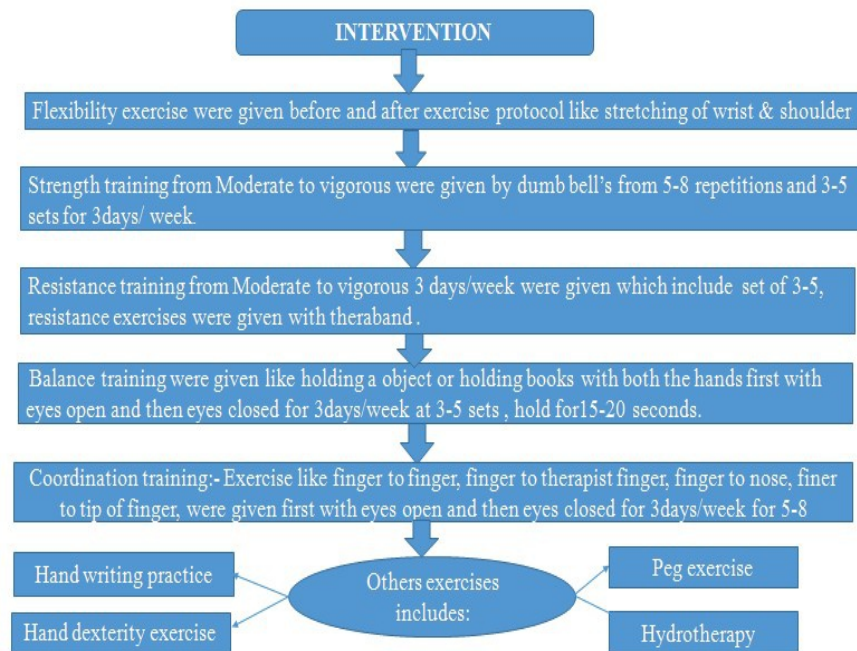 INTERVENTION
Flexibility exercise were given before and after exercise protocol like stretching of wrist & shoulder
Strength training from Moderate to vigorous were given by dumb bell's from 5-8 repetitions and 3-5
sets for 3days/ week.
Resistance training from Moderate to vigorous 3 days/week were given which include set of 3-5,
resistance exercises were given with theraband .
Balance training were given like holding a object or holding books with both the hands first with
eyes open and then eyes closed for 3days/week at 3-5 sets , hold for15-20 seconds.
Coordination training:- Exercise like finger to finger, finger to therapist finger, finger to nose, finer
to tip of finger, were given first with eyes open and then eyes closed for 3days/week for 5-8
Others exercises
includes:
Hand writing practice
Peg exercise
Hand dexterity exercise
Hydrotherapy